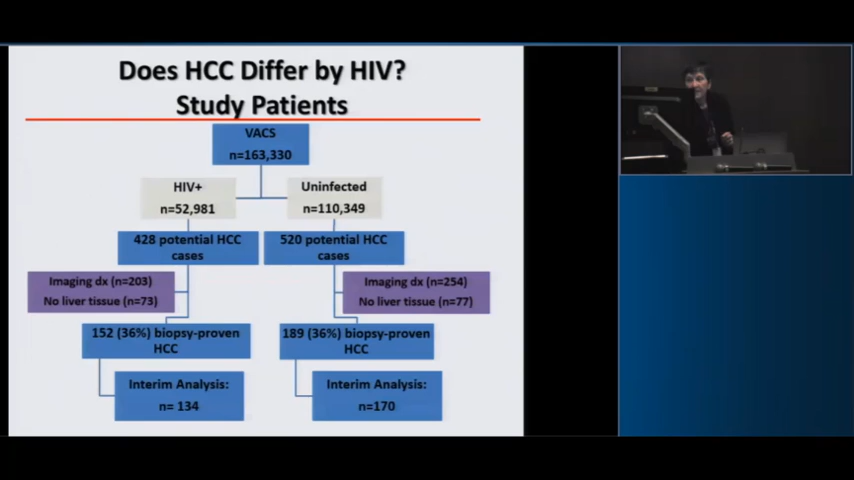 Does HCC Differ by HIV?
Study Patients
VACS
n=163,330
HIV+
n=52,981
Uninfected
n=110,349
428 potential HCC
cases
520 potential HCC
cases
Imaging dx (n=203)
No liver tissue (n=73)
Imaging dx (n=254)
No liver tissue (n=77)
152 (36%) biopsy-proven
HCC
189 (36%) biopsy-proven
HCC
Interim Analysis:
n= 134
Interim Analysis:
n=170